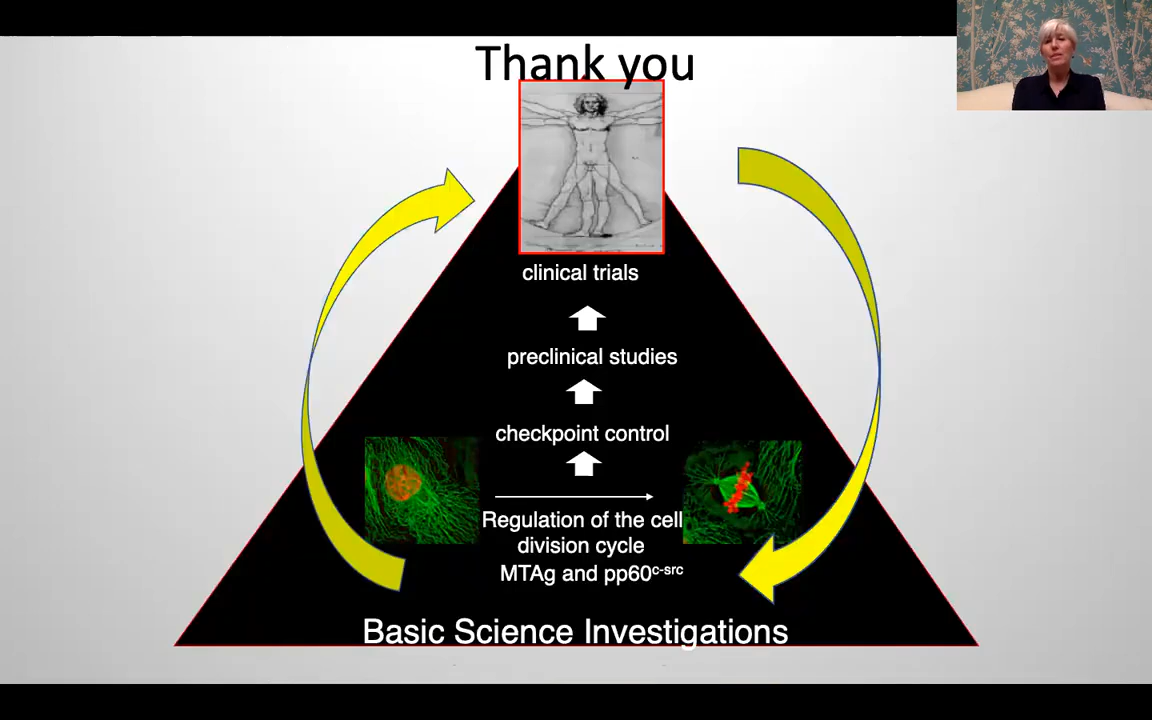 Thank you
clinical trials
preclinical studies
checkpoint control
Regulation of the cell
division cycle
MTAg and pp60c-src
Basic Science Investigations